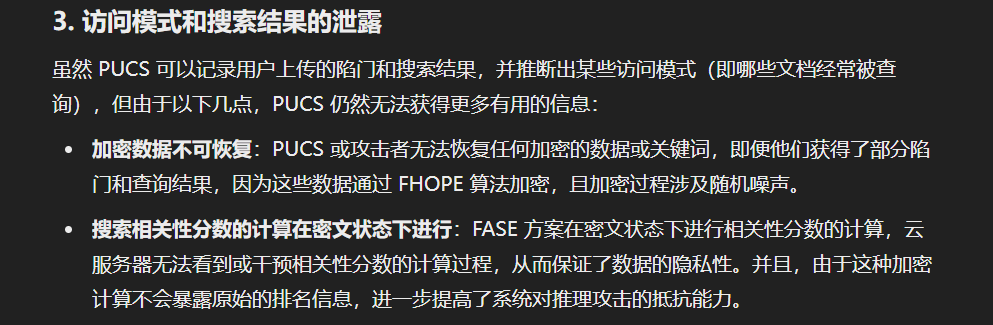 3. 访问模式和搜索结果的泄露
虽然 PUCS 可以记录用户上传的陷门和搜索结果，并推断出某些访问模式（即哪些文档经常被查
询），但由于以下几点，PUCS 仍然无法获得更多有用的信息：
• 加密数据不可恢复：PUCS 或攻击者无法恢复任何加密的数据或关键词，即便他们获得了部分陷
门和查询结果，因为这些数据通过 FHOPE 算法加密，且加密过程涉及随机噪声。
• 搜索相关性分数的计算在密文状态下进行：FASE 方案在密文状态下进行相关性分数的计算，云
服务器无法看到或干预相关性分数的计算过程，从而保证了数据的隐私性。并且，由于这种加密
计算不会暴露原始的排名信息，进一步提高了系统对推理攻击的抵抗能力。